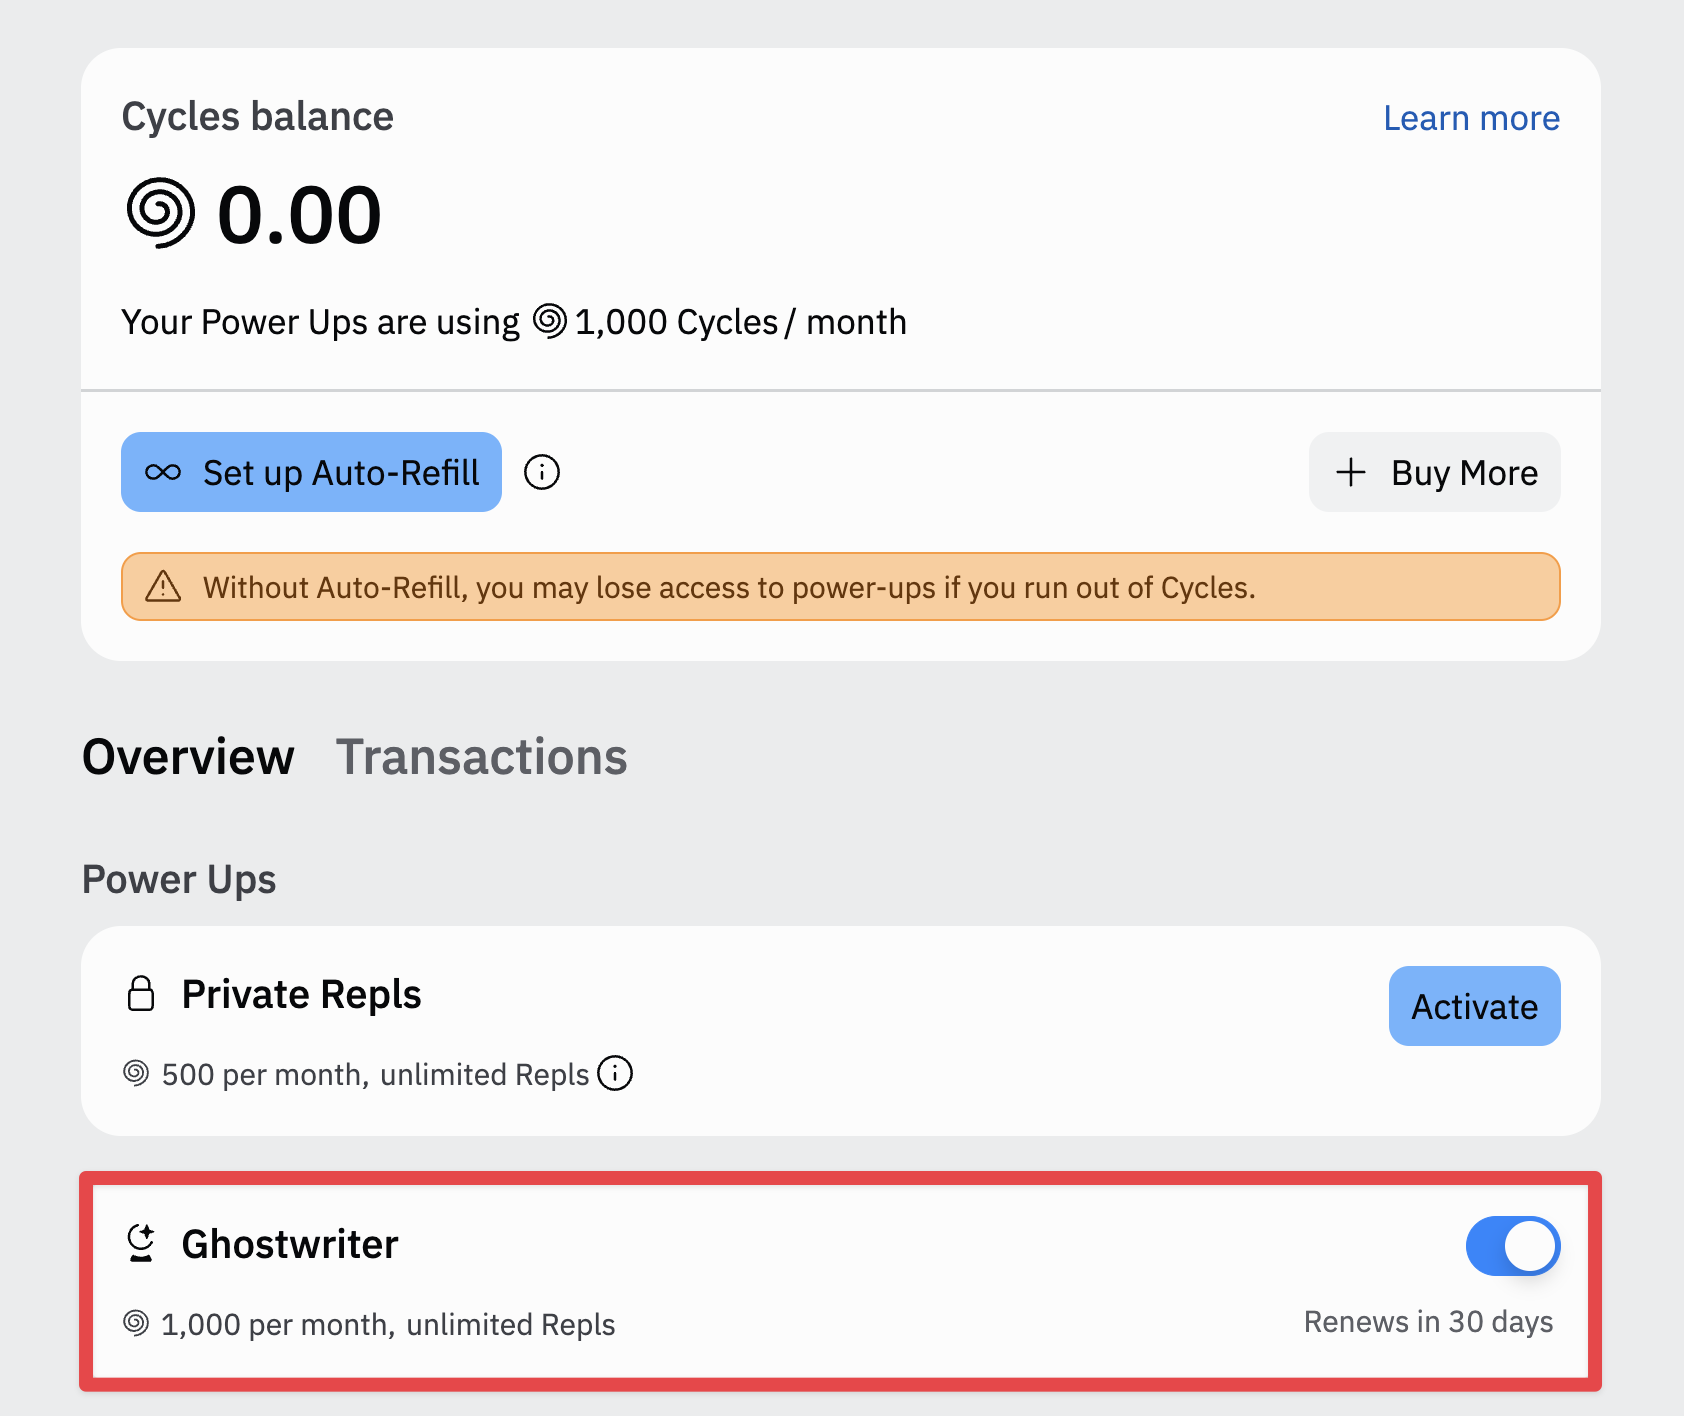 Cycles balance
Learn more
0.00
Your Power Ups are using 1,000 Cycles / month
Set up Auto-Refill
Buy More
Without Auto-Refill, you may lose access to power-ups if you run out of Cycles.
Overview Transactions
Power Ups
Private Repls
Activate
500 per month, unlimited Repls
Ghostwriter
1,000 per month, unlimited Repls
Renews in 30 days